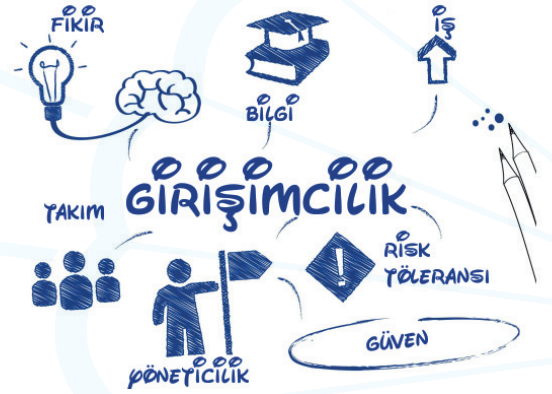 FİKİR
İŞ
BİLGİ
GİRİŞİMCİLİK
TAKIM
RİSK
TÖLERANSI
GÜVEN
YÖNETİCİLİK